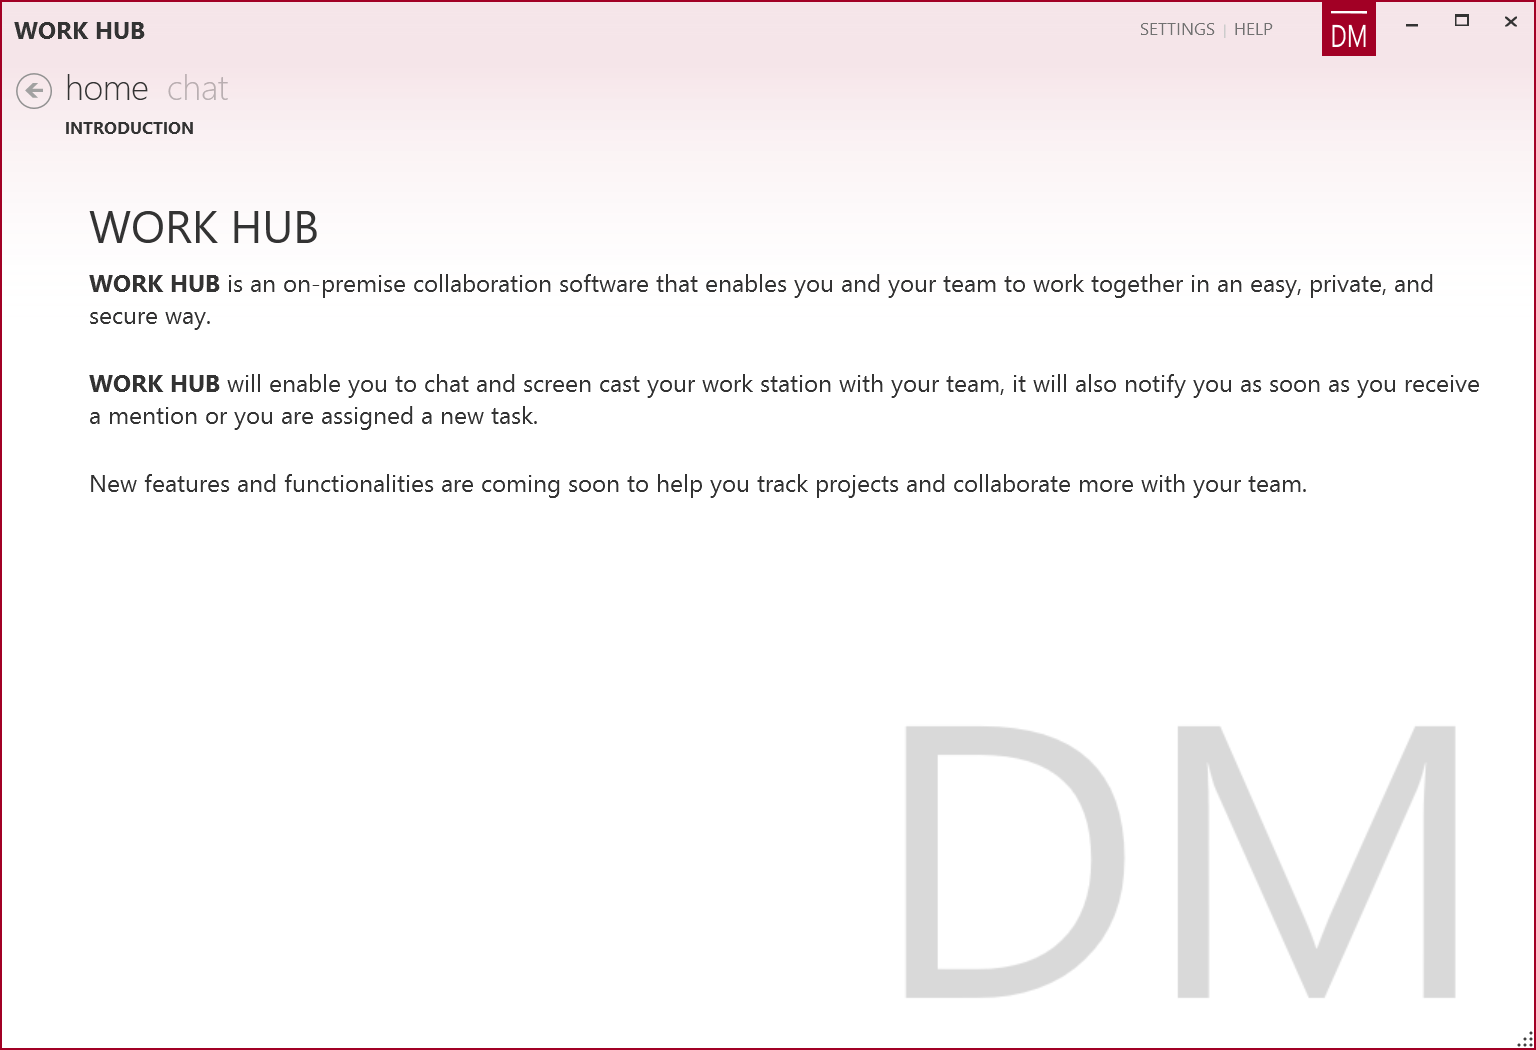 WORK HUB
SETTINGS | HELP
DM
home chat
INTRODUCTION
WORK HUB
WORK HUB is an on-premise collaboration software that enables you and your team to work together in an easy, private, and
secure way.
WORK HUB will enable you to chat and screen cast your work station with your team, it will also notify you as soon as you receive
a mention or you are assigned a new task.
New features and functionalities are coming soon to help you track projects and collaborate more with your team.
DM